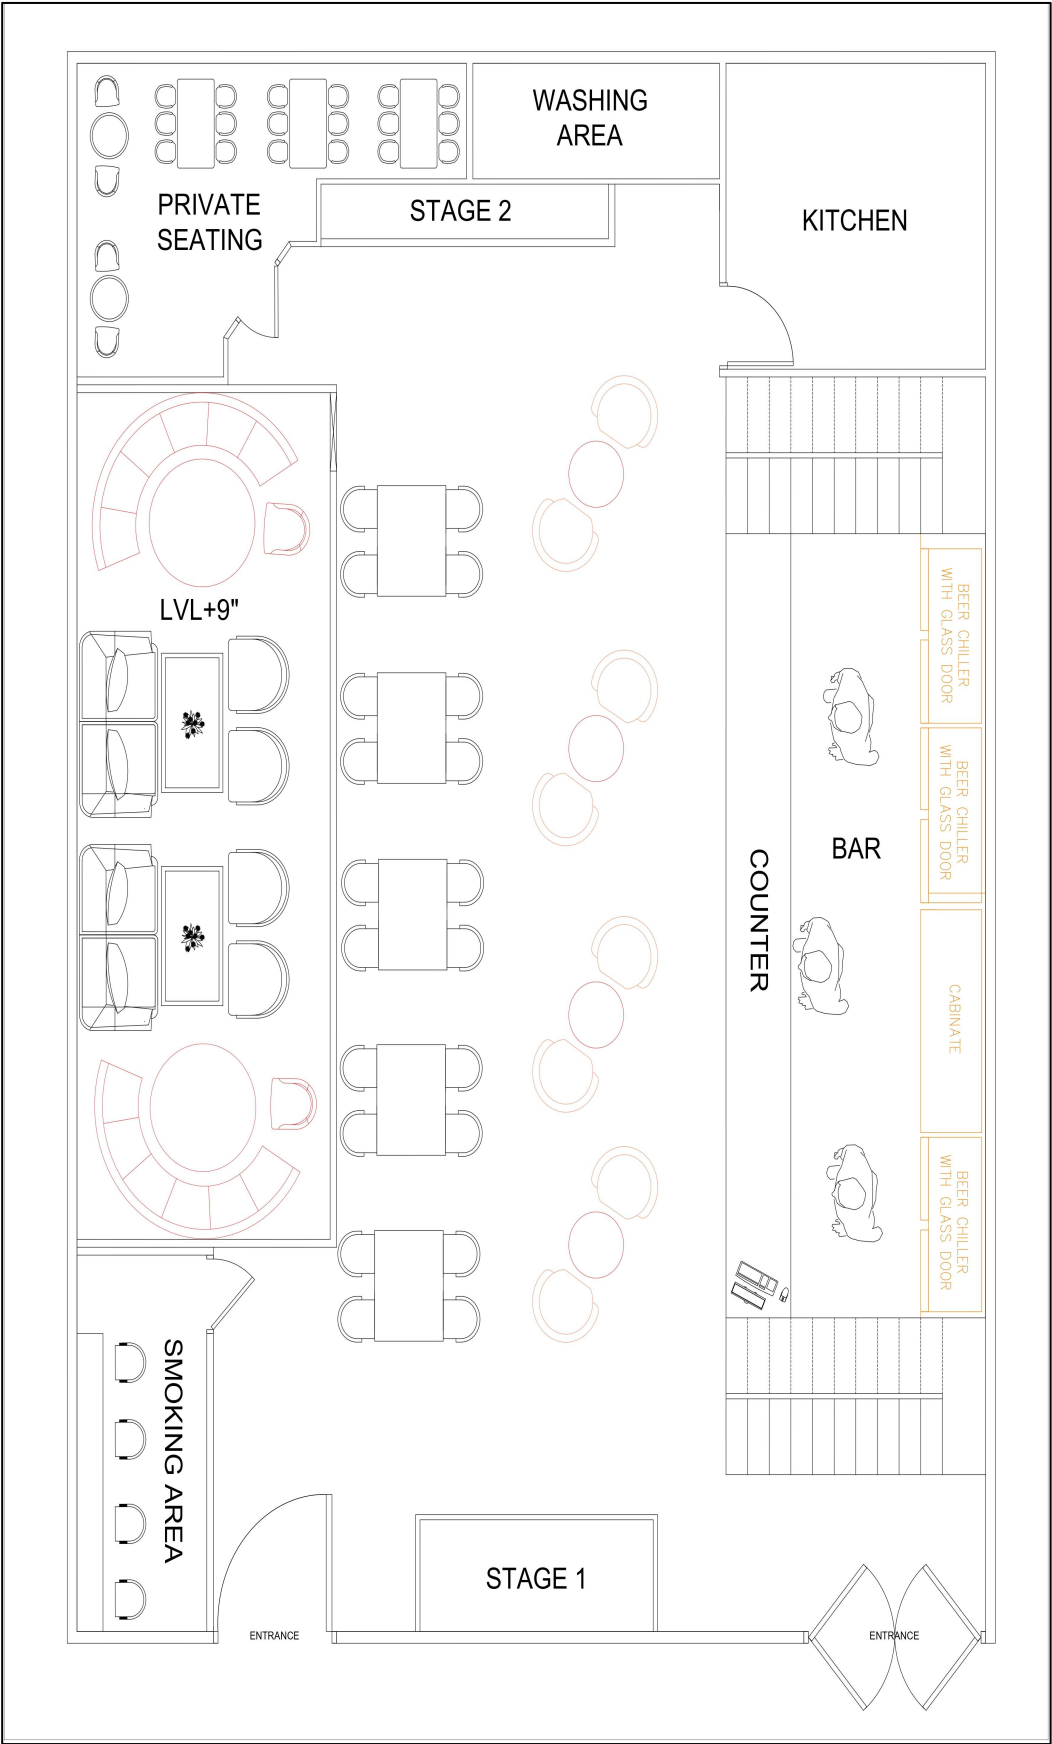 WASHING
AREA
PRIVATE
SEATING
STAGE 2
KITCHEN
LVL+9"
BEER CHILLER
WITH GLASS DOOR
BEER CHILLER
WITH GLASS DOOR
BAR
COUNTER
CABINATE
BEER CHILLER
WITH GLASS DOOR
SMOKING AREA
STAGE 1
ENTRANCE
ENTRANCE